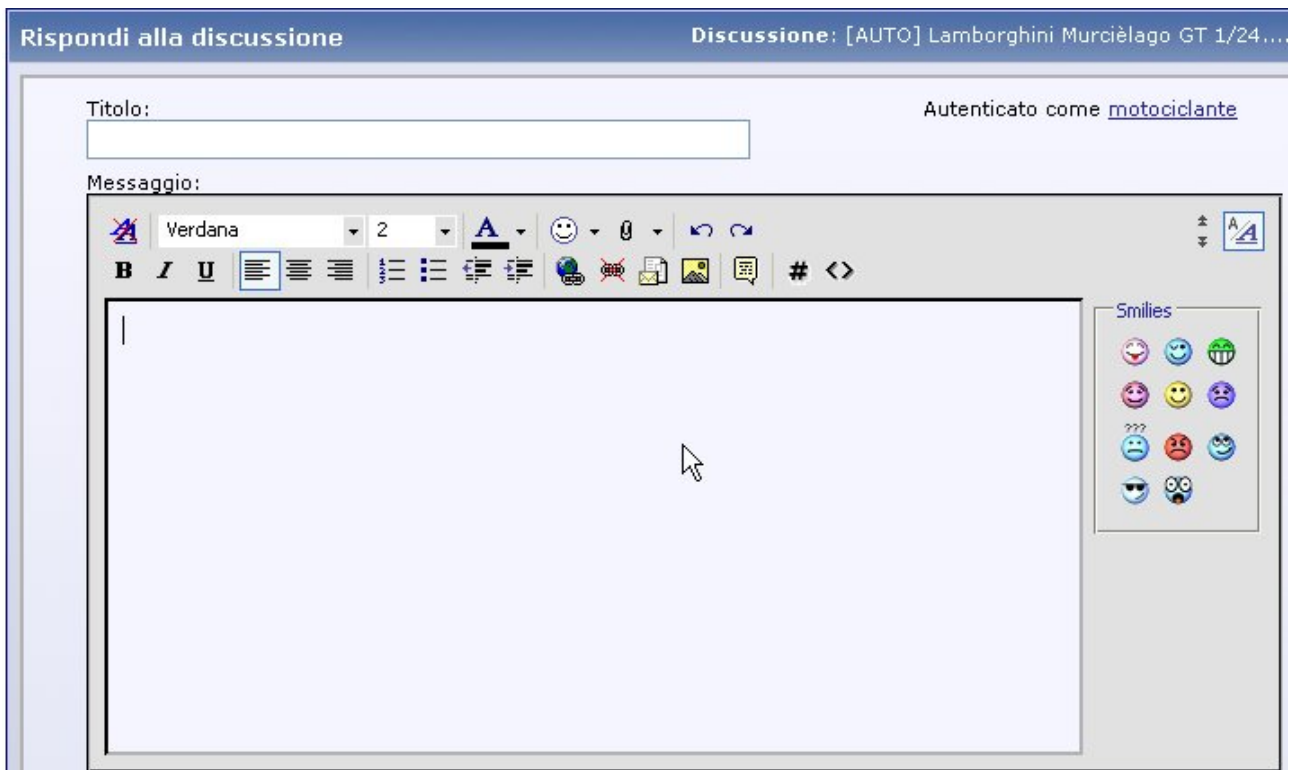 Rispondi alla discussione
Discussione: [AUTO] Lamborghini Murcièlago GT 1/24....
Titolo:
Autenticato come motociclante
Messaggio:
Verdana 2 A A/A
B I U # <>
Smilies
???